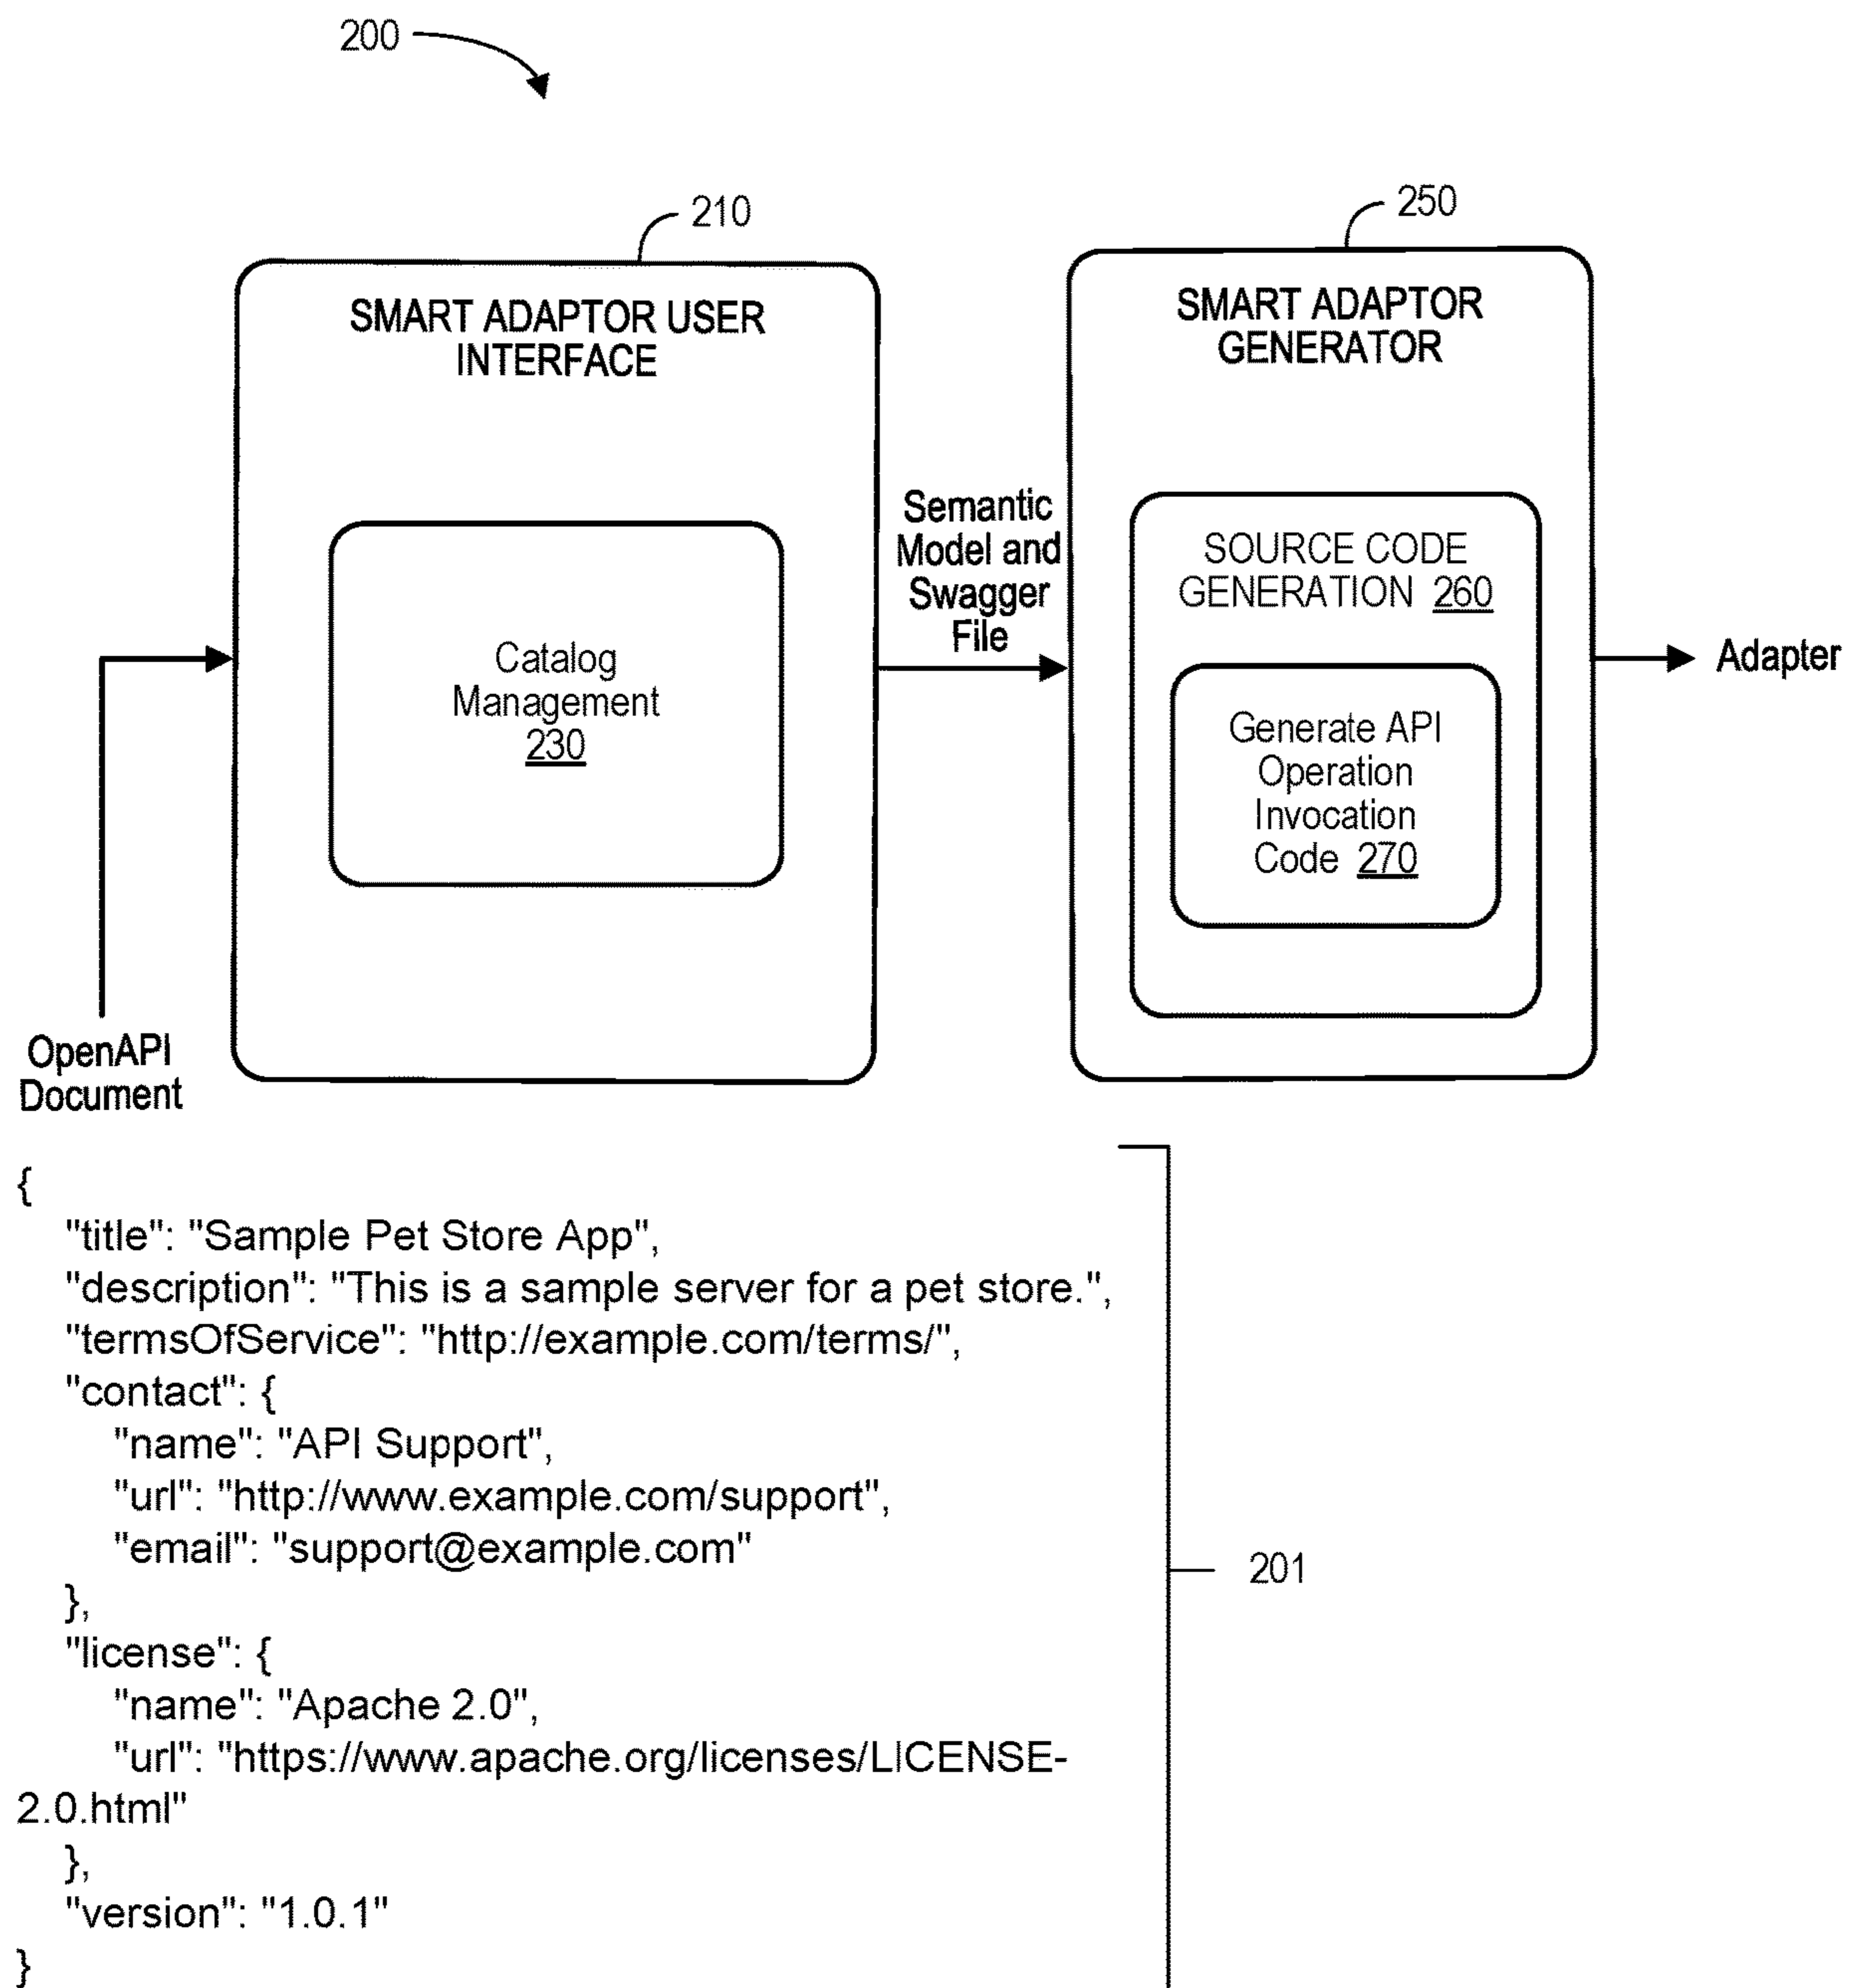 200
210
250
SMART ADAPTOR USER
INTERFACE
SMART ADAPTOR
GENERATOR
Semantic
Model and
Swagger
File
SOURCE CODE
GENERATION 260
Catalog
Management
230
Generate API
Operation
Invocation
Code 270
Adapter
OpenAPI
Document
{
"title": "Sample Pet Store App",
"description": "This is a sample server for a pet store.",
"termsOfService": "http://example.com/terms/",
"contact": {
"name": "API Support",
"url": "http://www.example.com/support",
"email": "support@example.com"
},
"license": {
"name": "Apache 2.0",
"url": "https://www.apache.org/licenses/LICENSE-
2.0.html"
},
"version": "1.0.1"
}
201